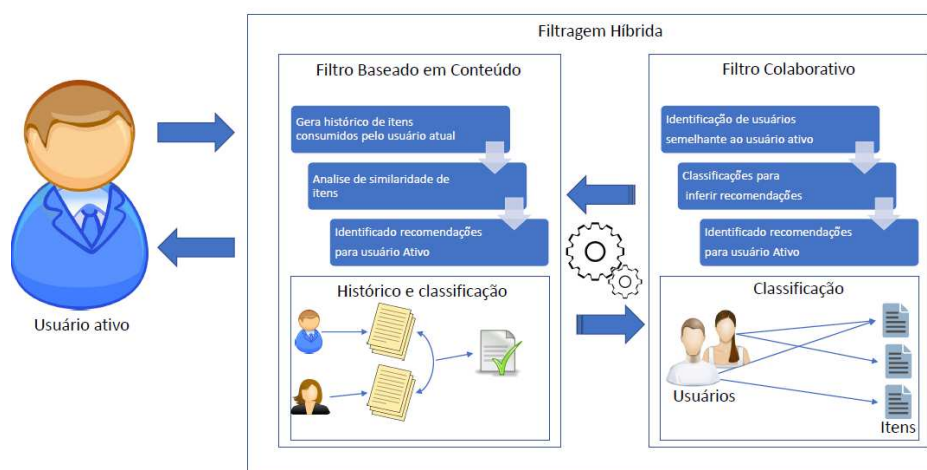 Filtragem Híbrida
Filtro Baseado em Conteúdo
Gera histórico de itens
consumidos pelo usuário atual
Analise de similaridade de
itens
Identificado recomendações
para usuário Ativo
Histórico e classificação
Filtro Colaborativo
Identificação de usuários
semelhante ao usuário ativo
Classificações para
inferir recomendações
Identificado recomendações
para usuário Ativo
Classificação
Usuários
Itens
Usuário ativo